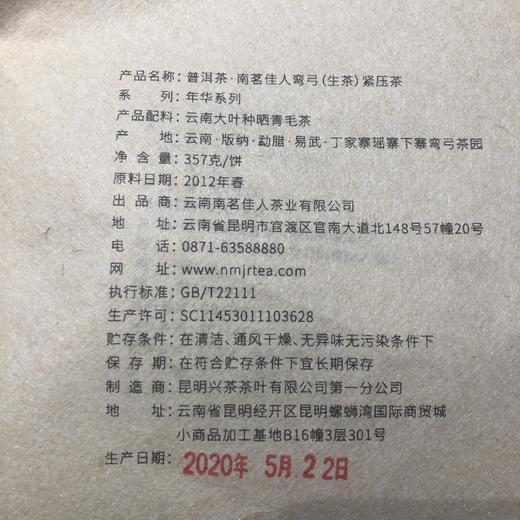 产品名称: 普洱茶·南茗佳人弯弓(生茶)紧压茶
系 列: 年华系列
产品配料: 云南大叶种晒青毛茶
产 地: 云南·版纳·勐腊·易武·丁家寨瑶寨下寨弯弓茶园
净 含 量: 357克/饼
原料日期: 2012年春
出 品 商: 云南南茗佳人茶业有限公司
地 址: 云南省昆明市官渡区官南大道北148号57幢20号
电 话: 0871-63588880
网 址: www.nmjrtea.com
执行标准: GB/T22111
生产许可: SC11453011103628
贮存条件: 在清洁、通风干燥、无异味无污染条件下
保 存 期: 在符合贮存条件下宜长期保存
制 造 商: 昆明兴茶茶叶有限公司第一分公司
地 址: 云南省昆明经开区昆明螺蛳湾国际商贸城
小商品加工基地B16幢3层301号
生产日期: 2020年 5月 22日